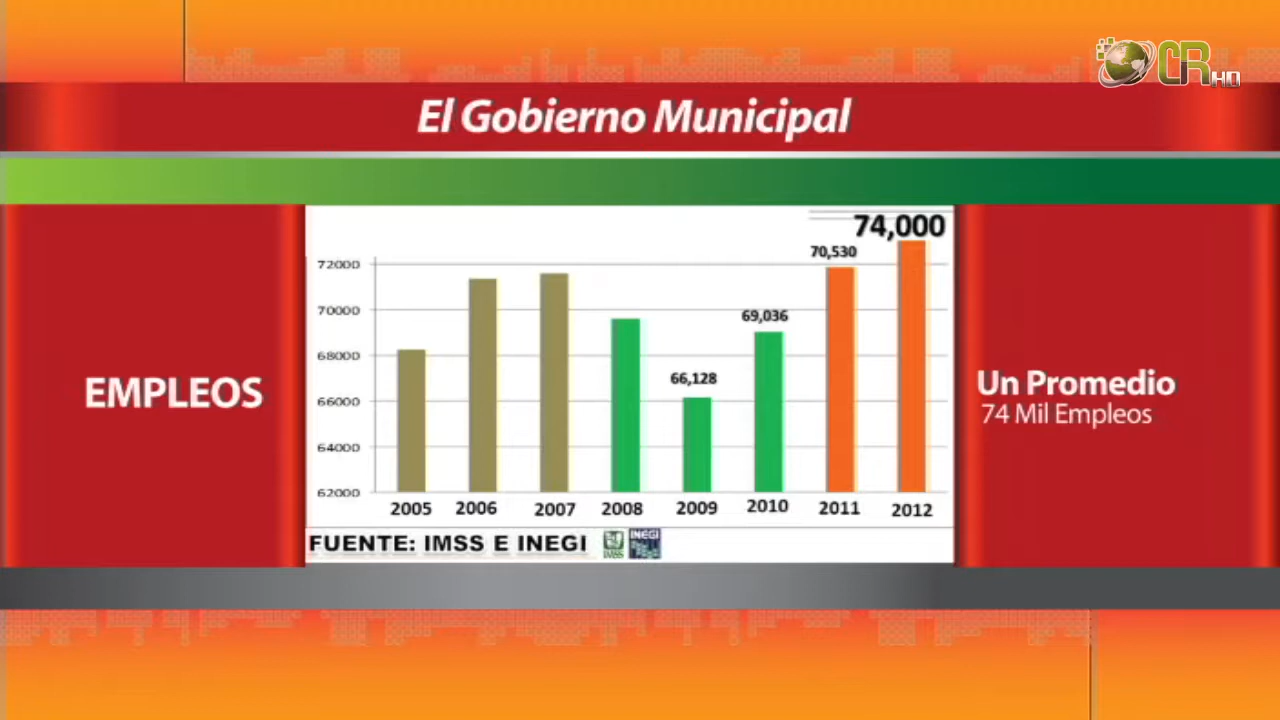 CR HD
El Gobierno Municipal
EMPLEOS
74,000
70,530
69,036
66,128
72000
70000
68000
66000
64000
62000
2005 2006 2007 2008 2009 2010 2011 2012
FUENTE: IMSS E INEGI
IMSS
INEGI
Un Promedio
74 Mil Empleos